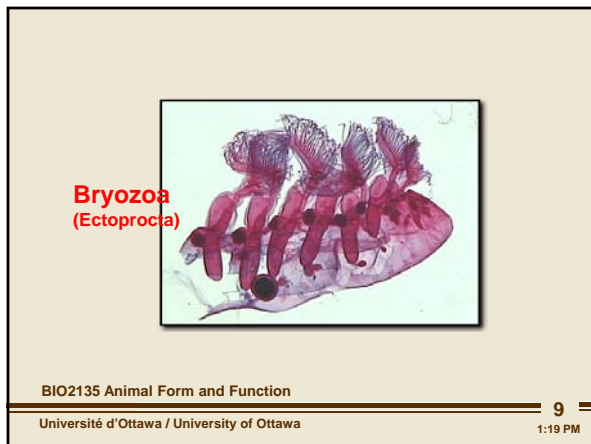 Bryozoa
(Ectoprocta)
BIO2135 Animal Form and Function
Université d'Ottawa / University of Ottawa
9
1:19 PM